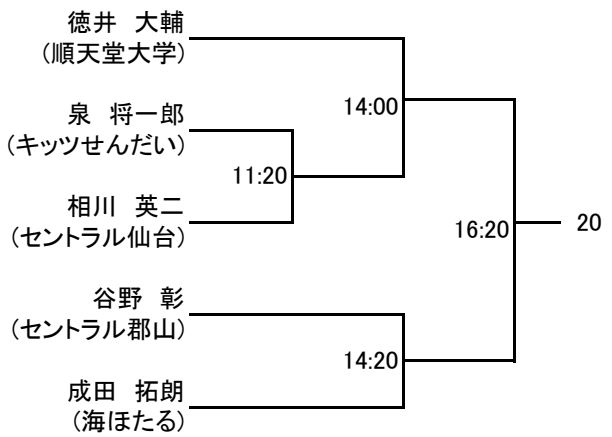 徳井　大輔
(順天堂大学)
14:00
泉　将一郎
(キッツせんだい)
11:20
相川　英二
(セントラル仙台)
16:20
20
谷野　彰
(セントラル郡山)
14:20
成田　拓朗
(海ほたる)